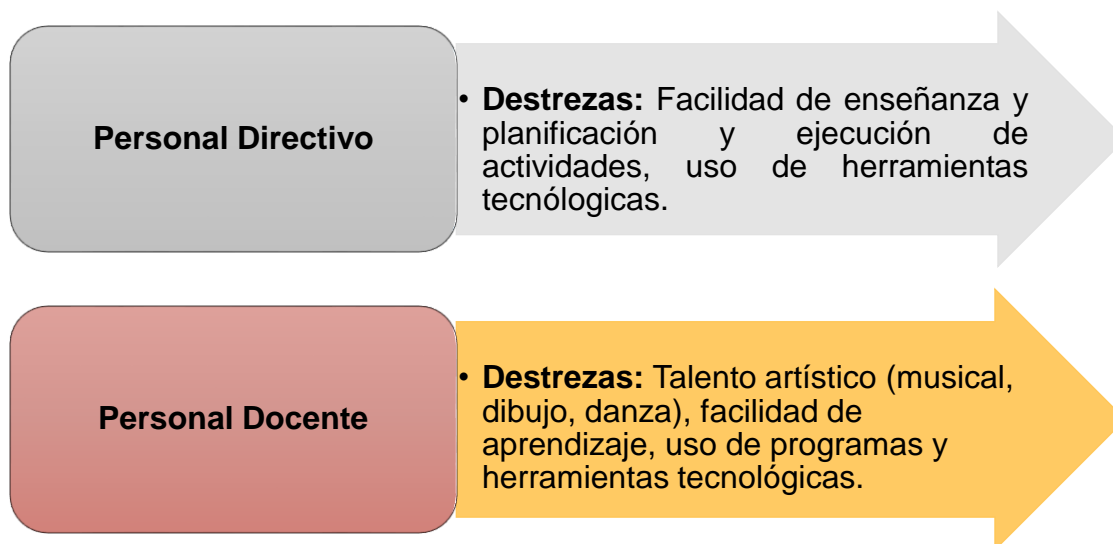 Personal Directivo
• Destrezas: Facilidad de enseñanza y
planificación y ejecución de
actividades, uso de herramientas
tecnólogicas.
Personal Docente
• Destrezas: Talento artístico (musical,
dibujo, danza), facilidad de
aprendizaje, uso de programas y
herramientas tecnológicas.